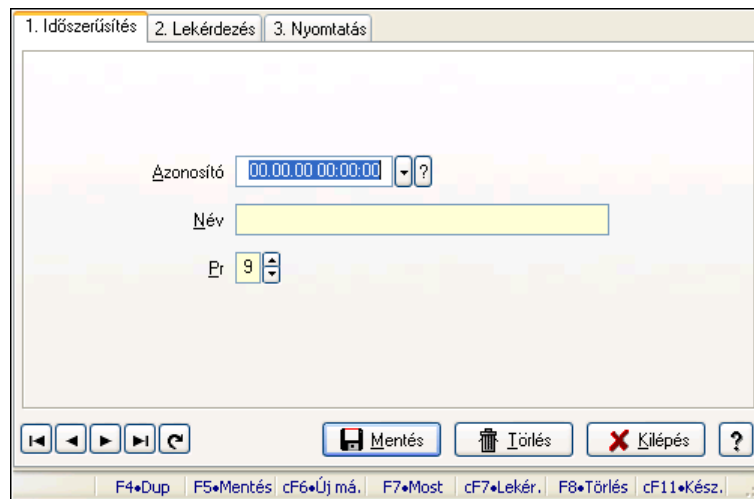 1. Időszerűsítés 2. Lekérdezés 3. Nyomtatás
Azonosító 00.00.00 00:00:00 ?
Név
Pr 9
Mentés Törlés Kilépés ?
F4•Dup F5•Mentés cF6•Új má. F7•Most cF7•Lekér. F8•Törlés cF11•Kész.